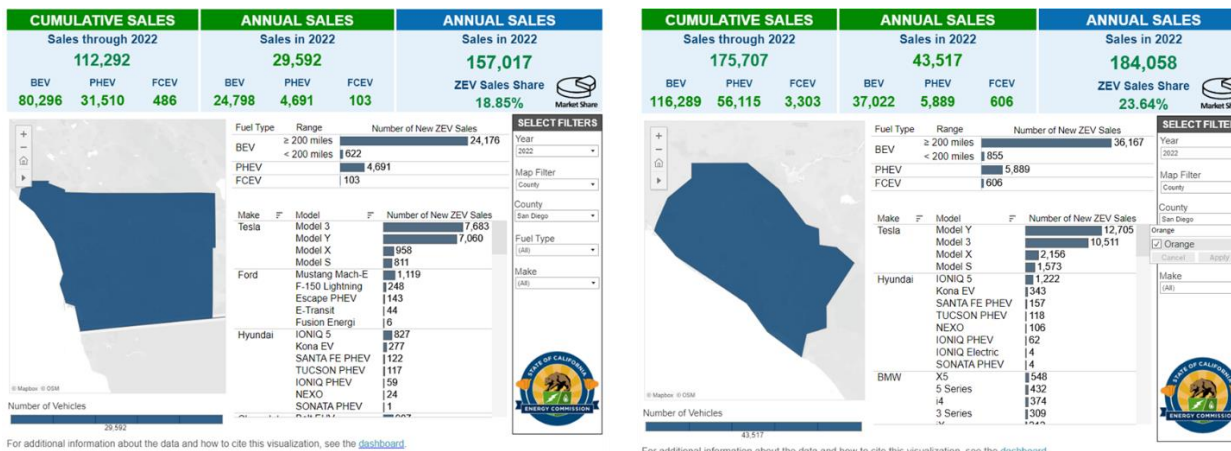 CUMULATIVE SALES
Sales through 2022
112,292
BEV PHEV FCEV
80,296 31,510 486
ANNUAL SALES
Sales in 2022
29,592
BEV PHEV FCEV
24,798 4,691 103
ANNUAL SALES
Sales in 2022
157,017
ZEV Sales Share
18.85%
Market Share
Fuel Type Range Number of New ZEV Sales
BEV ≥ 200 miles 24,176
< 200 miles 622
PHEV 4,691
FCEV 103
Make Model Number of New ZEV Sales
Tesla Model 3 7,683
Model Y 7,060
Model X 958
Model S 811
Ford Mustang Mach-E 1,119
F-150 Lightning 248
Escape PHEV 143
E-Transit 44
Fusion Energi 6
Hyundai IONIQ 5 827
Kona EV 277
SANTA FE PHEV 122
TUCSON PHEV 117
IONIQ PHEV 59
NEXO 24
SONATA PHEV 1
SELECT FILTERS
Year
2022
Map Filter
County
County
San Diego
Fuel Type
(All)
Make
(All)
STATE OF CALIFORNIA
ENERGY COMMISSION
© Mapbox © OSM
Number of Vehicles
29,592
For additional information about the data and how to cite this visualization, see the dashboard.
CUMULATIVE SALES
Sales through 2022
175,707
BEV PHEV FCEV
116,289 56,115 3,303
ANNUAL SALES
Sales in 2022
43,517
BEV PHEV FCEV
37,022 5,889 606
ANNUAL SALES
Sales in 2022
184,058
ZEV Sales Share
23.64%
Fuel Type Range Number of New ZEV Sales
BEV ≥ 200 miles 36,167
< 200 miles 855
PHEV 5,889
FCEV 606
Make Model Number of New ZEV Sales
Tesla Model Y 12,705
Model 3 10,511
Model X 2,156
Model S 1,573
Hyundai IONIQ 5 1,222
Kona EV 343
SANTA FE PHEV 157
TUCSON PHEV 118
NEXO 106
IONIQ PHEV 62
IONIQ Electric 4
SONATA PHEV 4
BMW X5 548
5 Series 432
i4 374
3 Series 309
SELECT FILTE
Year
2022
Map Filter
County
County
San Diego
Orange
Orange
Cancel Apply
Make
(All)
© Mapbox © OSM
Number of Vehicles
43,517